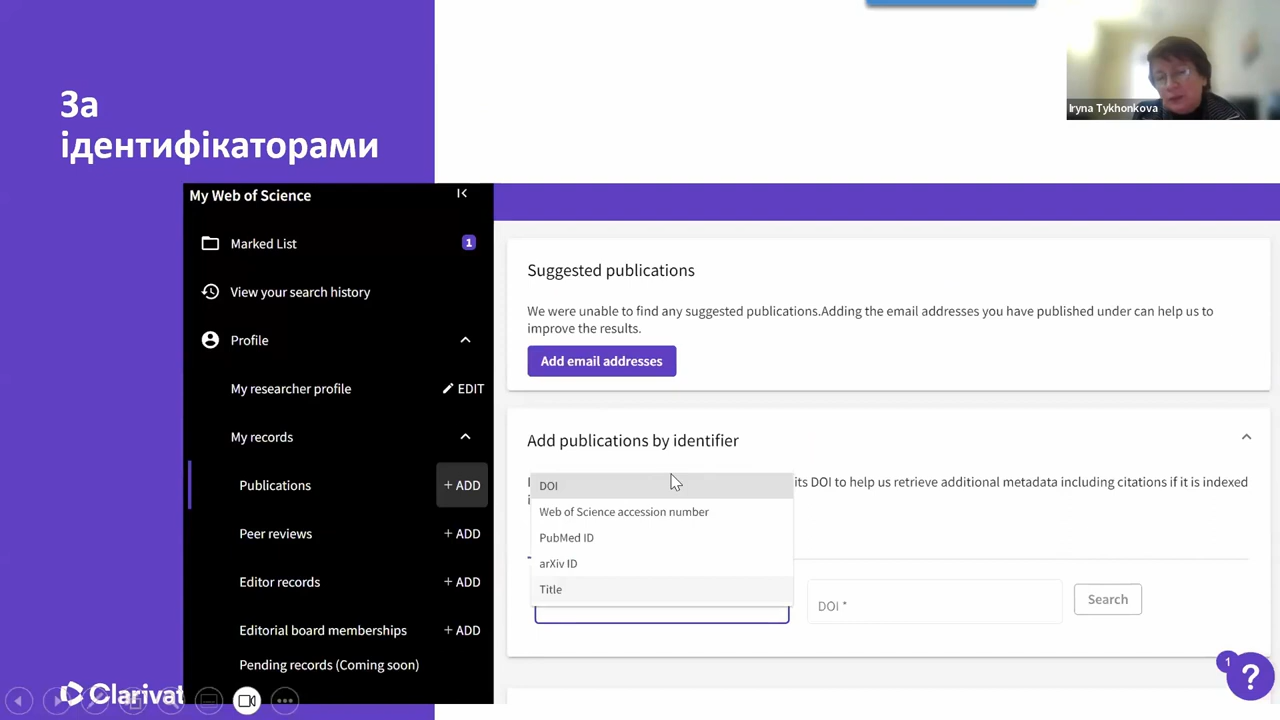 За
ідентифікаторами
Iryna Tykhonkova
My Web of Science
Marked List
1
View your search history
Profile
My researcher profile
EDIT
My records
Publications
+ ADD
Peer reviews
+ ADD
Editor records
+ ADD
Editorial board memberships
+ ADD
Pending records (Coming soon)
Clarivat
Suggested publications
We were unable to find any suggested publications.Adding the email addresses you have published under can help us to
improve the results.
Add email addresses
Add publications by identifier
its DOI to help us retrieve additional metadata including citations if it is indexed
DOI
Web of Science accession number
PubMed ID
arXiv ID
Title
DOI *
Search
1
?